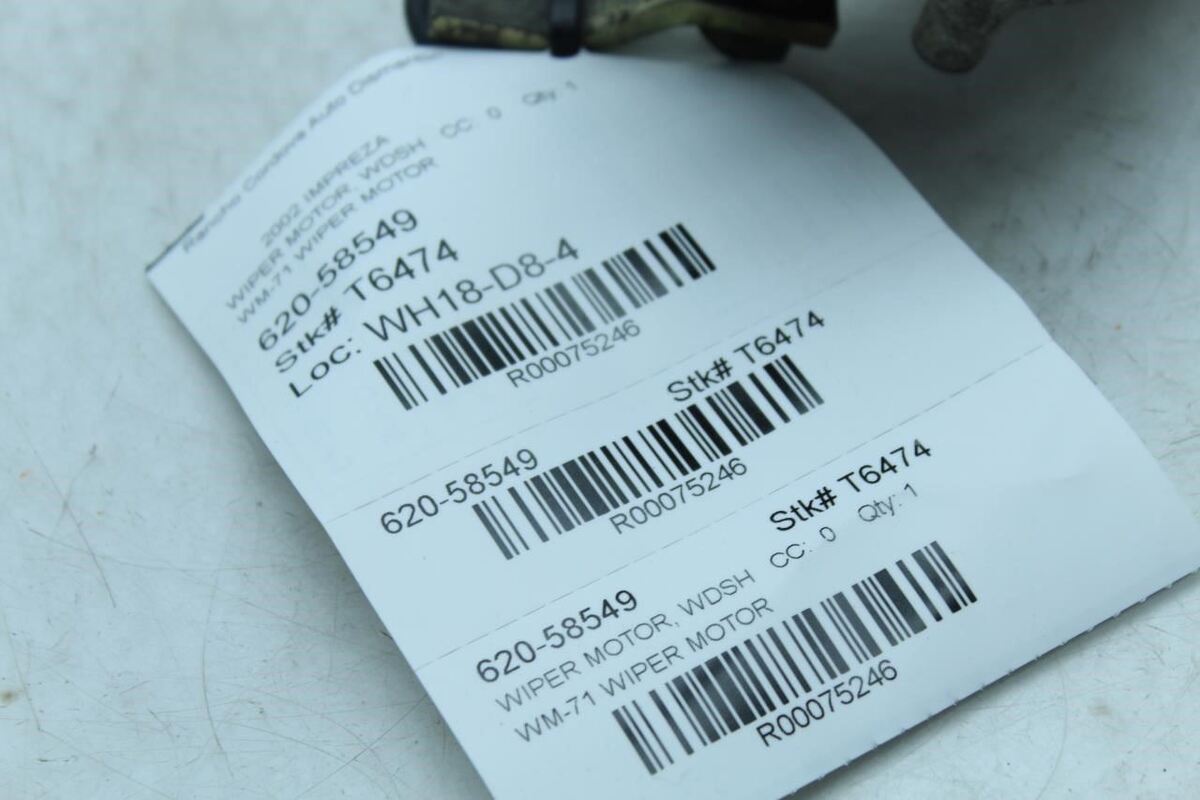 Rancho Cordova Auto
2002 IMPREZA
WIPER MOTOR, WDSH CC: 0 Qty: 1
WM-71 WIPER MOTOR
620-58549
Stk# T6474
Loc: WH18-D8-4
R00075246
620-58549 Stk# T6474
R00075246
620-58549 Stk# T6474
WIPER MOTOR, WDSH CC: 0 Qty: 1
WM-71 WIPER MOTOR
R00075246